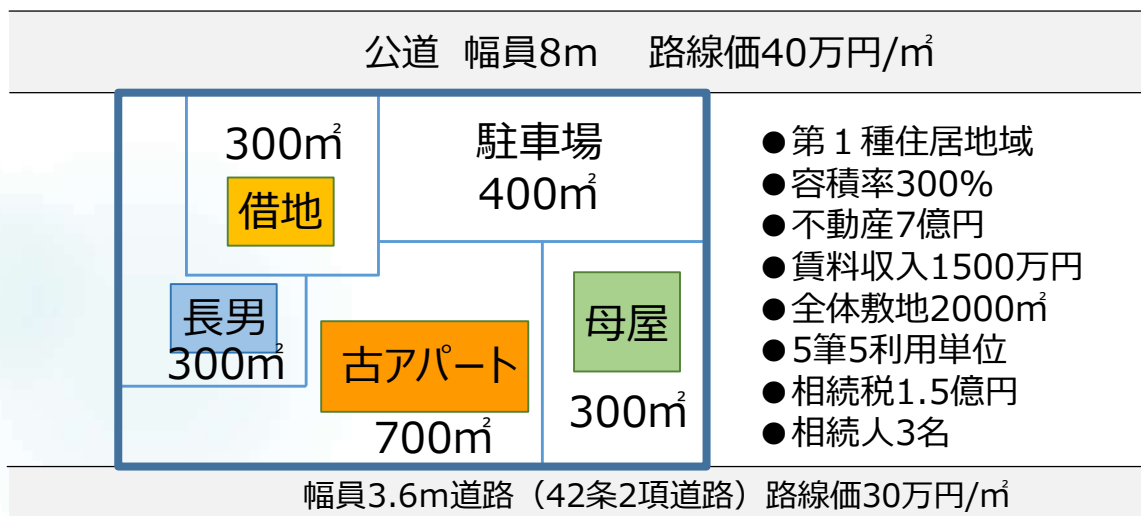 公道 幅員8m 路線価40万円/㎡
300㎡
借地
駐車場
400㎡
長男
300㎡
古アパート
700㎡
母屋
300㎡
●第１種住居地域
●容積率300%
●不動産7億円
●賃料収入1500万円
●全体敷地2000㎡
●5筆5利用単位
●相続税1.5億円
●相続人3名
幅員3.6m道路（42条2項道路）路線価30万円/㎡